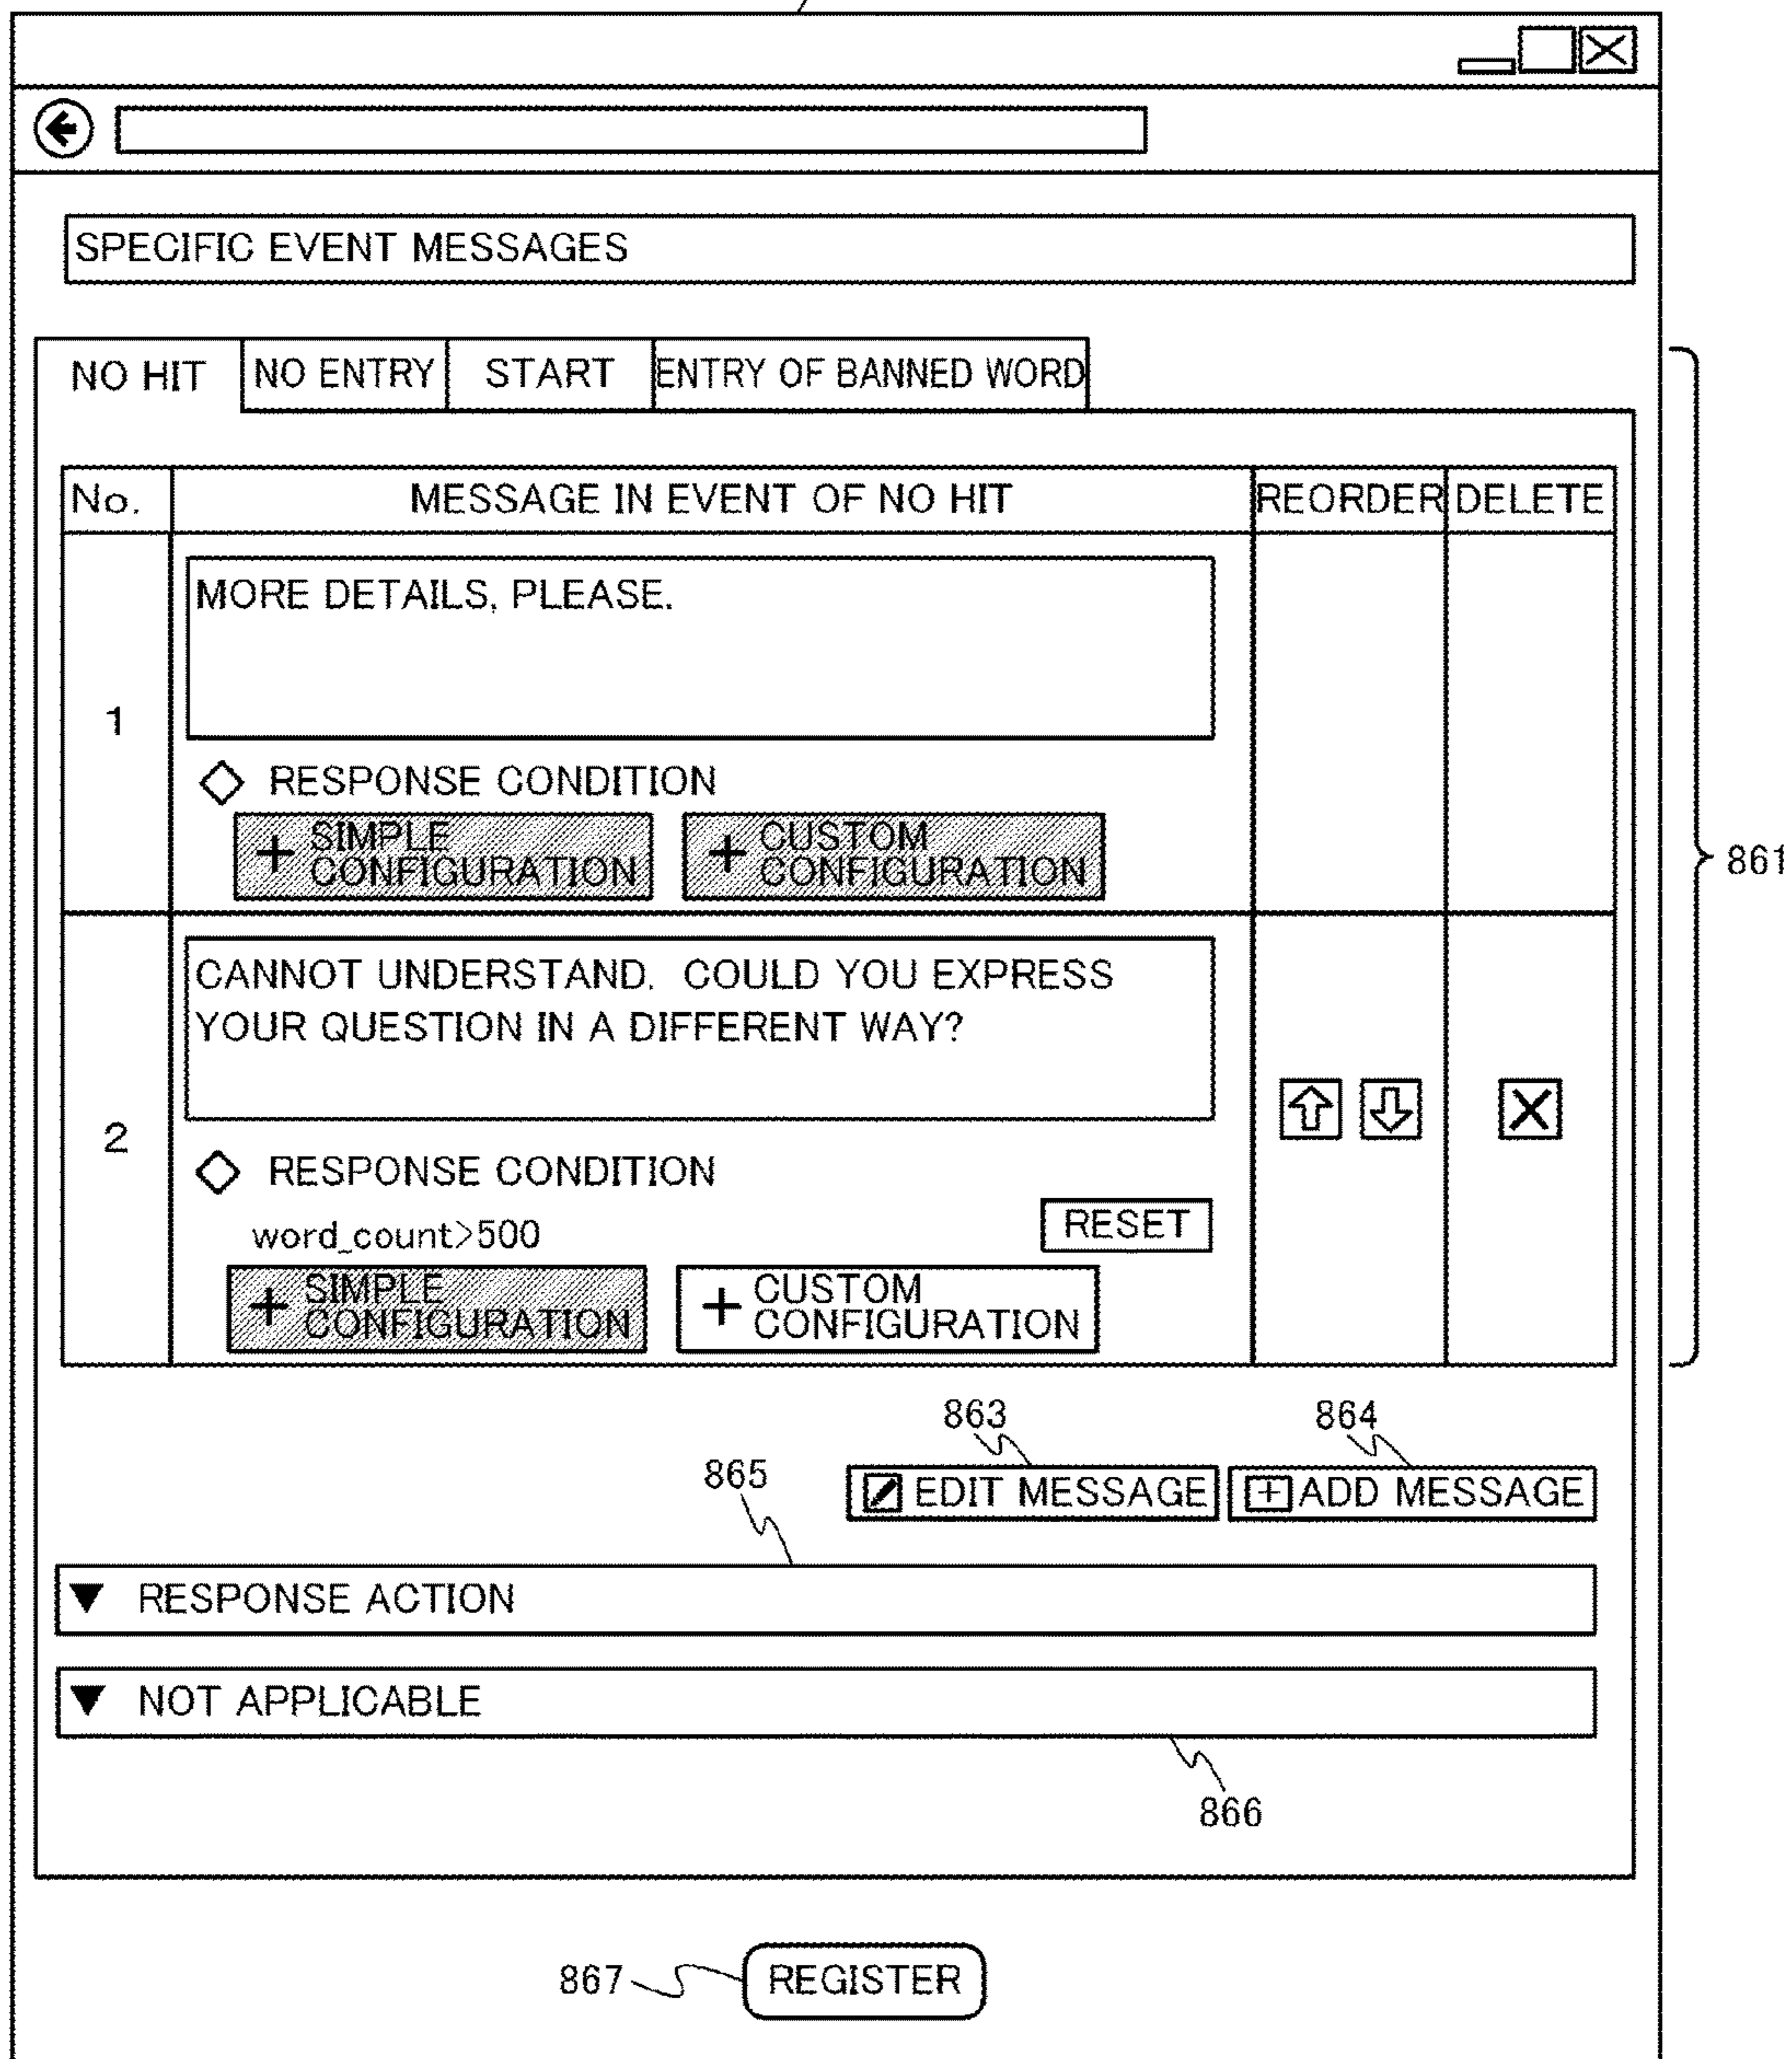 SPECIFIC EVENT MESSAGES
NO HIT NO ENTRY START ENTRY OF BANNED WORD
No. MESSAGE IN EVENT OF NO HIT REORDER DELETE
MORE DETAILS, PLEASE.
1
RESPONSE CONDITION
+ SIMPLE CONFIGURATION
+ CUSTOM CONFIGURATION
861
CANNOT UNDERSTAND. COULD YOU EXPRESS
YOUR QUESTION IN A DIFFERENT WAY?
2
RESPONSE CONDITION
word_count>500 RESET
+ SIMPLE CONFIGURATION
+ CUSTOM CONFIGURATION
863 864
865
EDIT MESSAGE + ADD MESSAGE
▼ RESPONSE ACTION
▼ NOT APPLICABLE
866
867 REGISTER